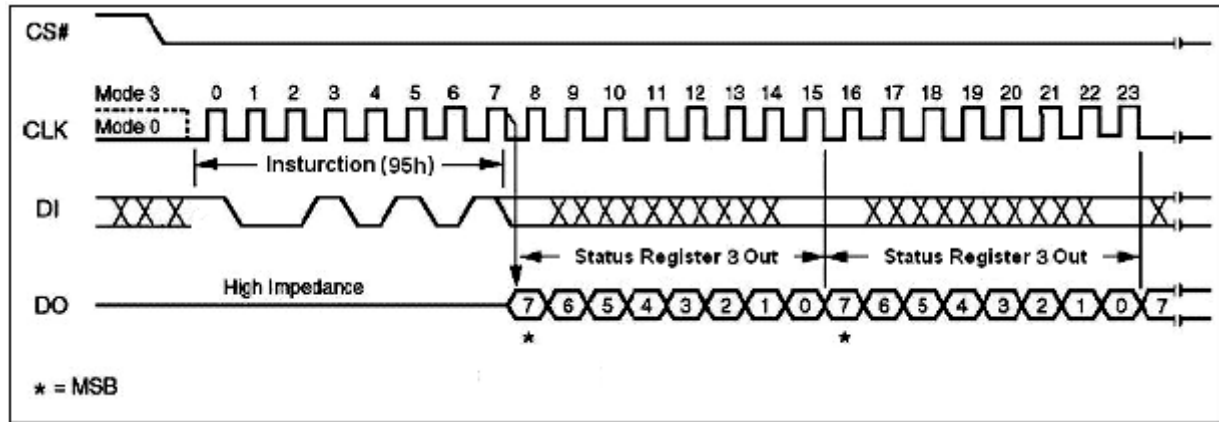 CS#
Mode 3 0 1 2 3 4 5 6 7 8 9 10 11 12 13 14 15 16 17 18 19 20 21 22 23
CLK Mode 0
Insturction (95h)
DI
Status Register 3 Out Status Register 3 Out
High Impedance
DO 7 6 5 4 3 2 1 0 7 6 5 4 3 2 1 0 7
* *
* = MSB